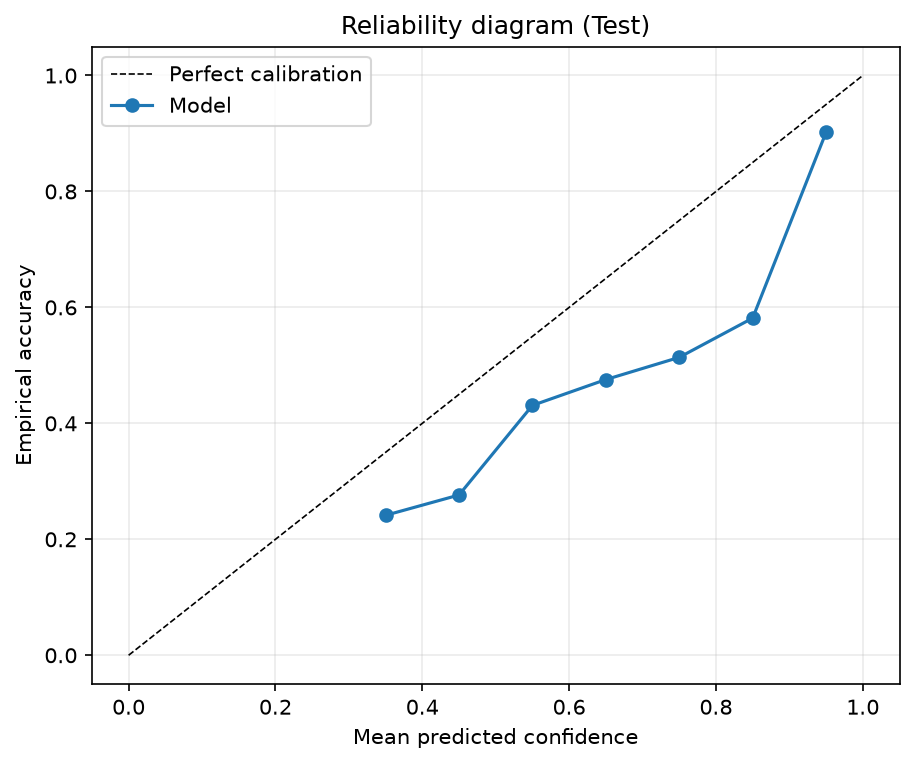 Reliability diagram (Test)
Perfect calibration
Model
1.0
0.8
0.6
0.4
0.2
0.0
Empirical accuracy
0.0 0.2 0.4 0.6 0.8 1.0
Mean predicted confidence